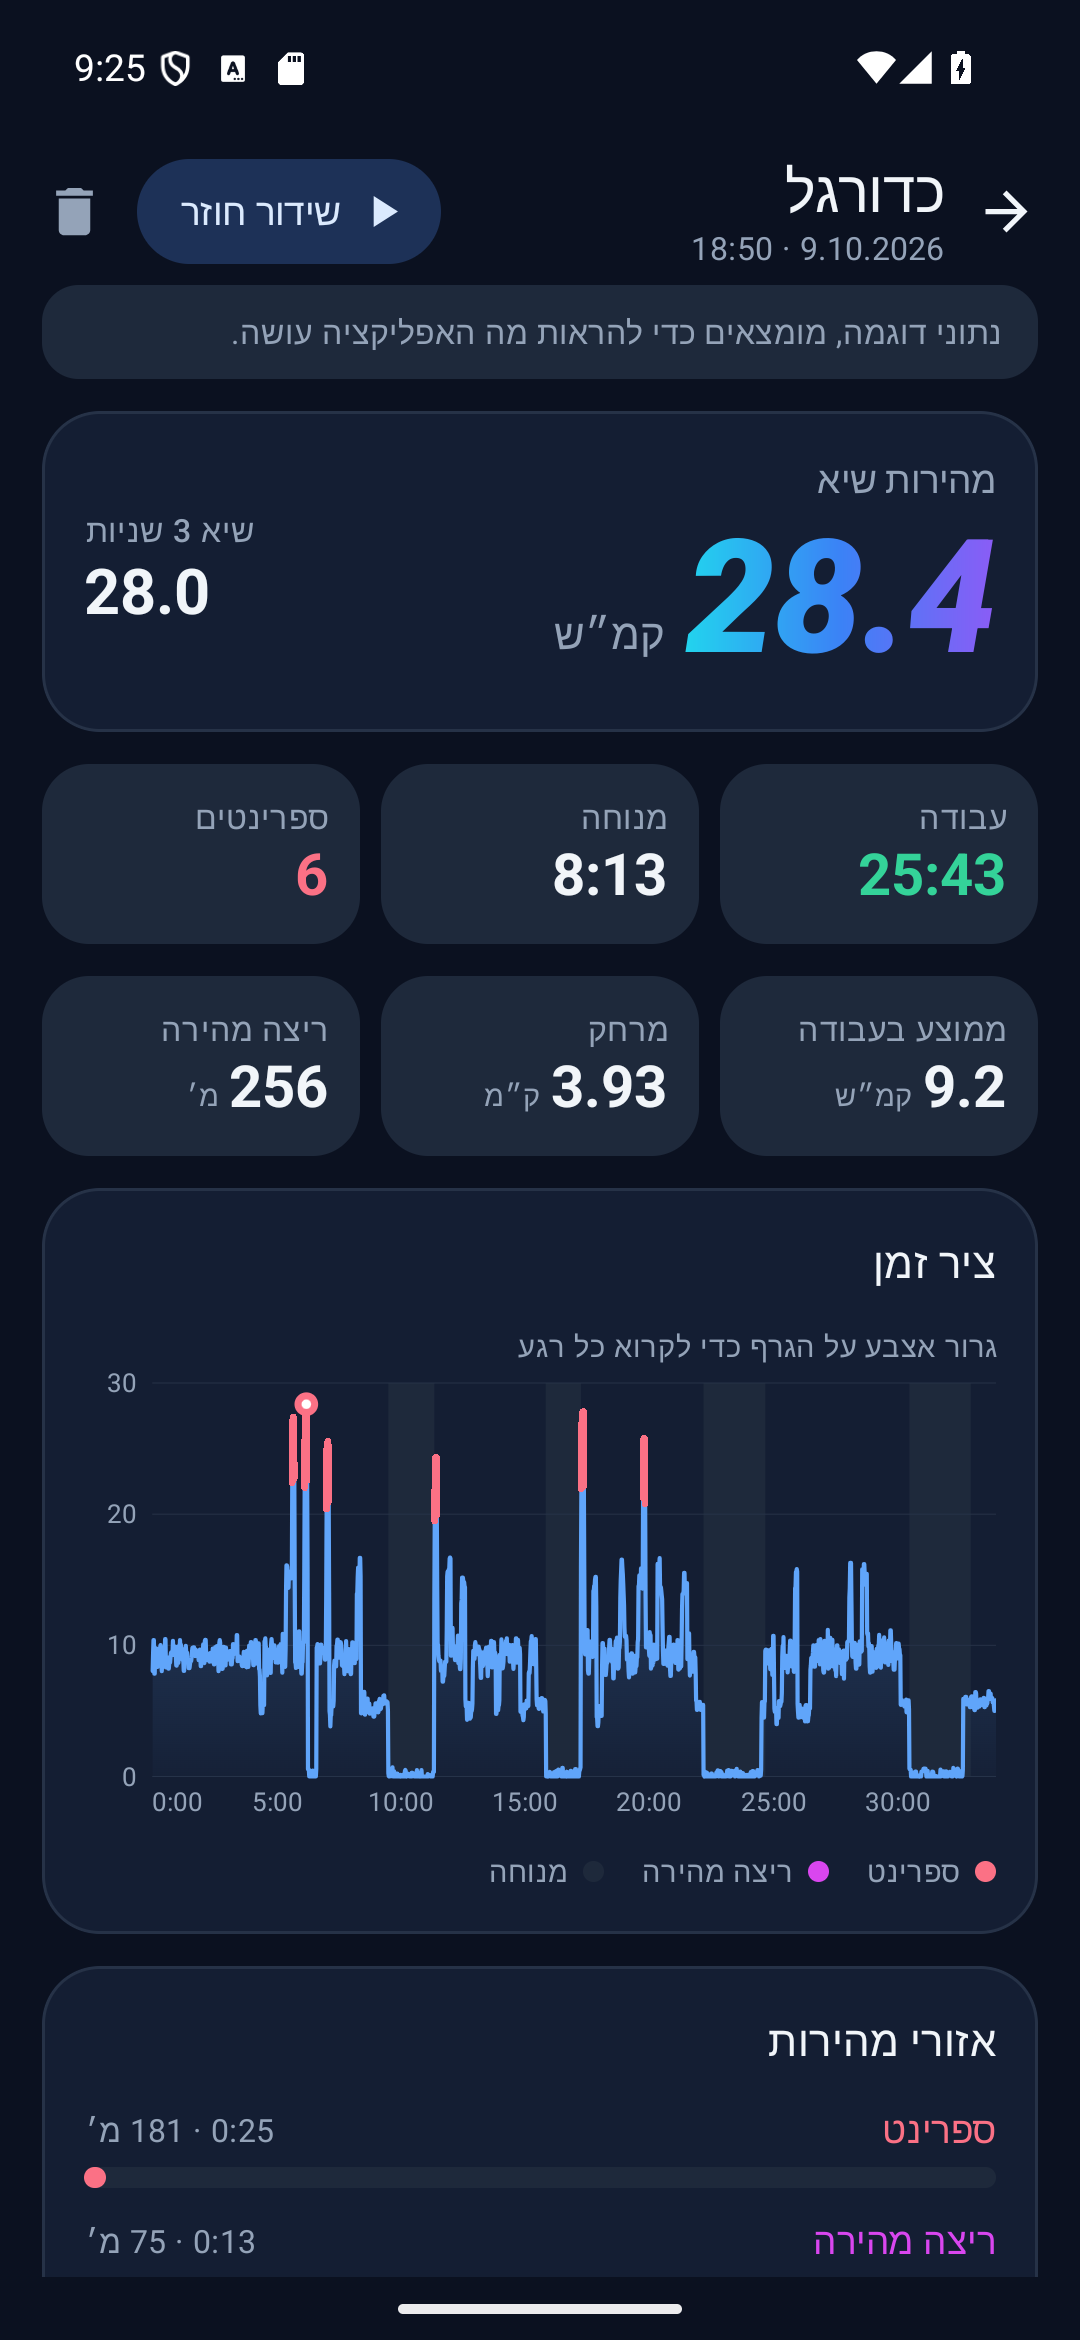 9:25
כדורגל
9.10.2026 · 18:50
שידור חוזר
נתוני דוגמה, מומצאים כדי להראות מה האפליקציה עושה.
מהירות שיא
28.4 קמ״ש
שיא 3 שניות
28.0
עבודה
25:43
מנוחה
8:13
ספרינטים
6
ממוצע בעבודה
9.2 קמ״ש
מרחק
3.93 ק״מ
ריצה מהירה
256 מ׳
ציר זמן
גרור אצבע על הגרף כדי לקרוא כל רגע
30
20
10
0
0:00 5:00 10:00 15:00 20:00 25:00 30:00
ספרינט ריצה מהירה מנוחה
אזורי מהירות
ספרינט
0:25 · 181 מ׳
ריצה מהירה
0:13 · 75 מ׳